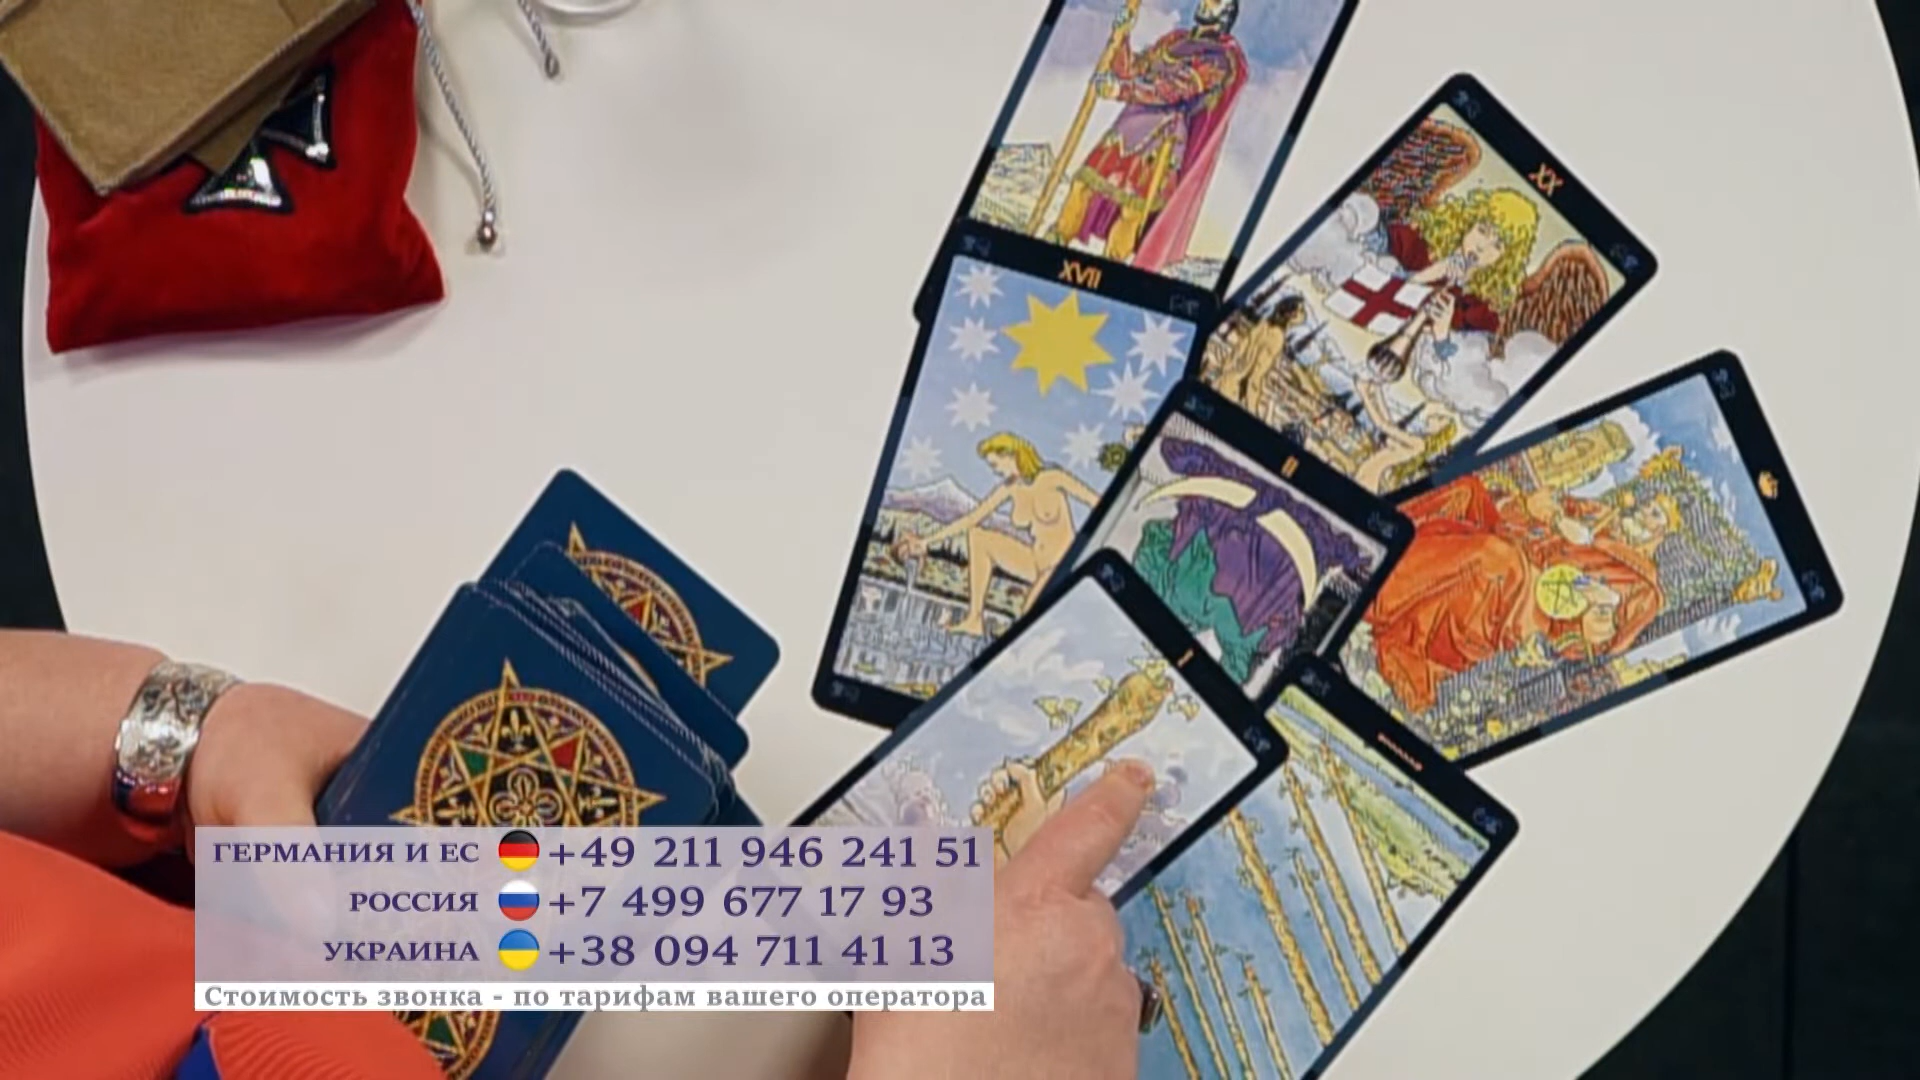 XX
XVII
II
I
ГЕРМАНИЯ И ЕС +49 211 946 241 51
РОССИЯ +7 499 677 17 93
УКРАИНА +38 094 711 41 13
Стоимость звонка - по тарифам вашего оператора